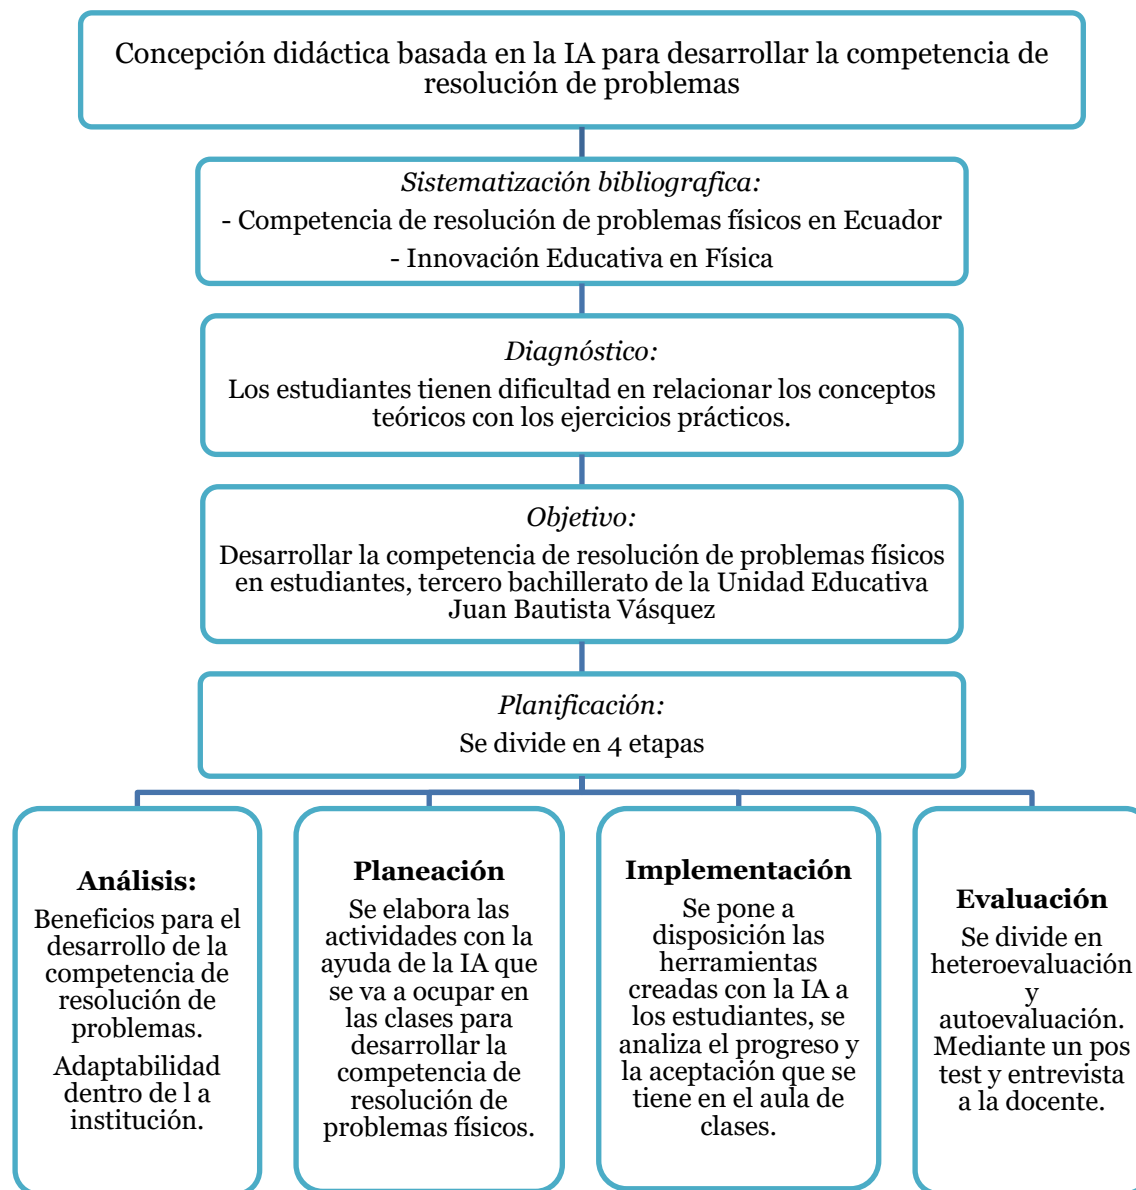 Concepción didáctica basada en la IA para desarrollar la competencia de
resolución de problemas
Sistematización bibliografica:
- Competencia de resolución de problemas físicos en Ecuador
- Innovación Educativa en Física
Diagnóstico:
Los estudiantes tienen dificultad en relacionar los conceptos
teóricos con los ejercicios prácticos.
Objetivo:
Desarrollar la competencia de resolución de problemas físicos
en estudiantes, tercero bachillerato de la Unidad Educativa
Juan Bautista Vásquez
Planificación:
Se divide en 4 etapas
Análisis:
Beneficios para el
desarrollo de la
competencia de
resolución de
problemas.
Adaptabilidad
dentro de l a
institución.
Planeación
Se elabora las
actividades con la
ayuda de la IA que
se va a ocupar en
las clases para
desarrollar la
competencia de
resolución de
problemas físicos.
Implementación
Se pone a
disposición las
herramientas
creadas con la IA a
los estudiantes, se
analiza el progreso y
la aceptación que se
tiene en el aula de
clases.
Evaluación
Se divide en
heteroevaluación
y
autoevaluación.
Mediante un pos
test y entrevista
a la docente.